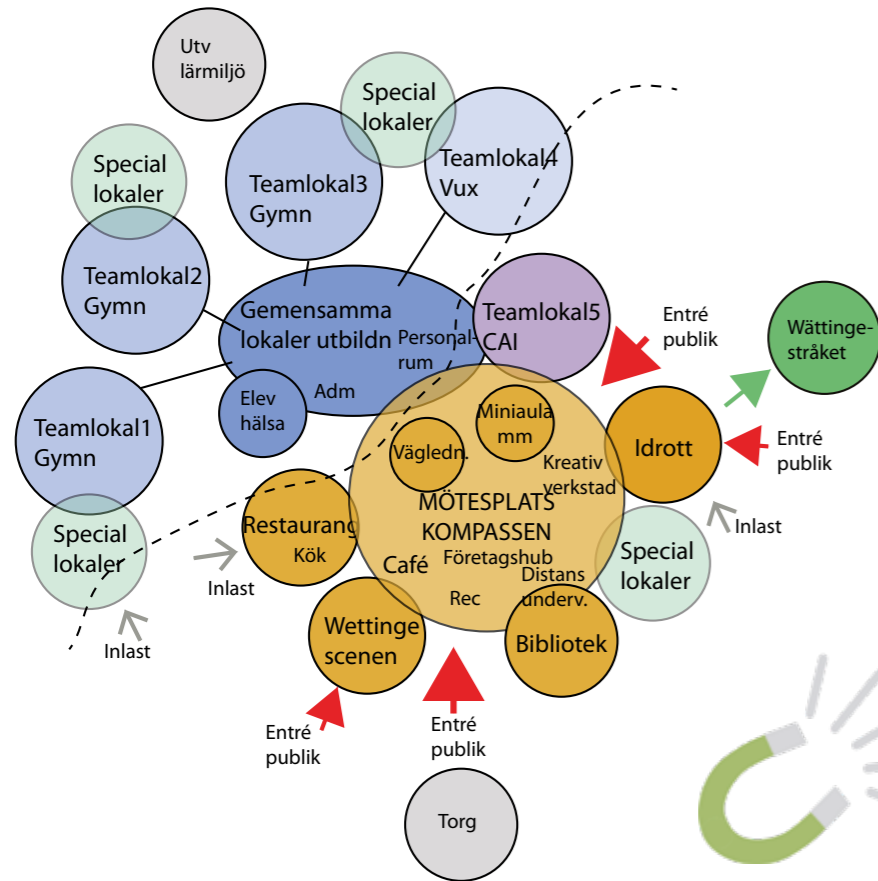 Utv
lärmiljö
Special
lokaler
Special
lokaler
Teamlokal3
Gymn
Teamlokal4
Vux
Teamlokal2
Gymn
Gemensamma
lokaler utbildn
Personal-
rum
Adm
Elev
hälsa
Teamlokal5
CAI
Entré
publik
Wättinge-
stråket
Teamlokal1
Gymn
Miniaula
mm
Vägledn.
Kreativ
verkstad
Idrott
Entré
publik
MÖTESPLATS
KOMPASSEN
Företagshub
Café
Rec
Distans
underv.
Restaurang
Kök
Inlast
Special
lokaler
Inlast
Special
lokaler
Inlast
Wettinge
scenen
Bibliotek
Entré
publik
Entré
publik
Torg